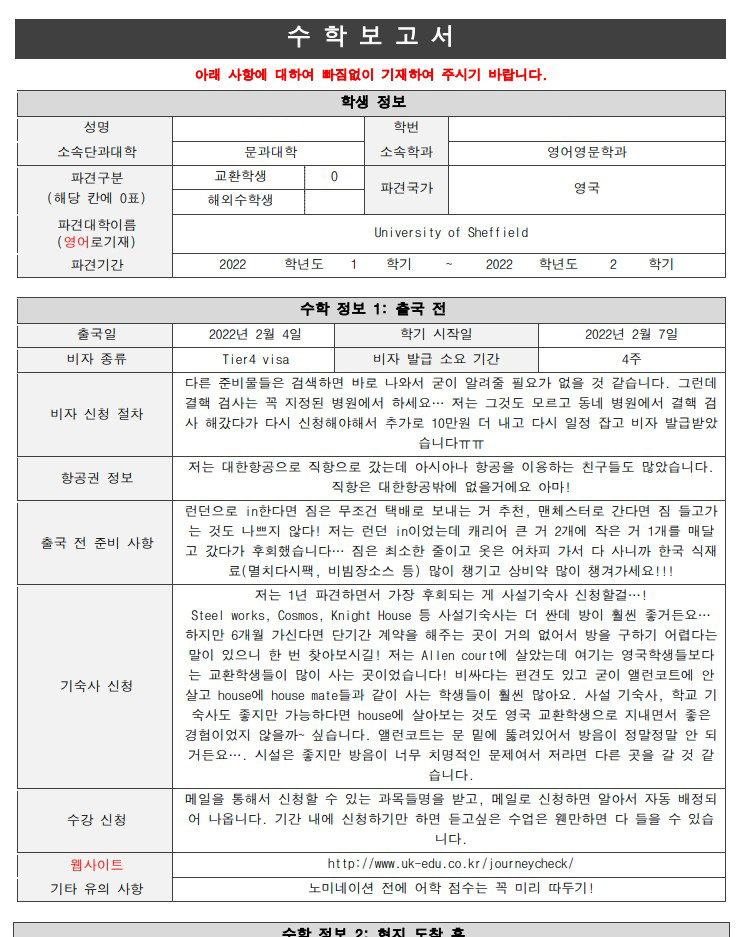 수 학 보 고 서
아래 사항에 대하여 빠짐없이 기재하여 주시기 바랍니다.
학생 정보
성명 학번
소속단과대학 문과대학 소속학과 영어영문학과
파견구분
(해당 칸에 O표)
교환학생 O
해외수학생
파견국가 영국
파견대학이름
(영어로기재)
University of Sheffield
파견기간 2022 학년도 1 학기 ~ 2022 학년도 2 학기
수학 정보 1: 출국 전
출국일 2022년 2월 4일 학기 시작일 2022년 2월 7일
비자 종류 Tier4 visa 비자 발급 소요 기간 4주
비자 신청 절차
다른 준비물들은 검색하면 바로 나와서 굳이 알려줄 필요가 없을 것 같습니다. 그런데
결핵 검사는 꼭 지정된 병원에서 하세요… 저는 그것도 모르고 동네 병원에서 결핵 검
사 해갔다가 다시 신청해야해서 추가로 10만원 더 내고 다시 일정 잡고 비자 발급받았
습니다ㅠㅠ
항공권 정보
저는 대한항공으로 직항으로 갔는데 아시아나 항공을 이용하는 친구들도 많았습니다.
직항은 대한항공밖에 없을거에요 아마!
출국 전 준비 사항
런던으로 in한다면 짐은 무조건 택배로 보내는 거 추천, 맨체스터로 간다면 짐 들고가
는 것도 나쁘지 않다! 저는 런던 in이었는데 캐리어 큰 거 2개에 작은 거 1개를 매달
고 갔다가 후회했습니다… 짐은 최소한 줄이고 옷은 어차피 가서 다 사니까 한국 식재
료(멸치다시팩, 비빔장소스 등) 많이 챙기고 상비약 많이 챙겨가세요!!!
기숙사 신청
저는 1년 파견하면서 가장 후회되는 게 사설기숙사 신청할걸…!
Steel works, Cosmos, Knight House 등 사설기숙사는 더 싼데 방이 훨씬 좋거든요…
하지만 6개월 가신다면 단기간 계약을 해주는 곳이 거의 없어서 방을 구하기 어렵다는
말이 있으니 한 번 찾아보시길! 저는 Allen court에 살았는데 여기는 영국학생들보다
는 교환학생들이 많이 사는 곳이었습니다! 비싸다는 편견도 있고 굳이 앨런코트에 안
살고 house에 house mate들과 같이 사는 학생들이 훨씬 많아요. 사설 기숙사, 학교 기
숙사도 좋지만 가능하다면 house에 살아보는 것도 영국 교환학생으로 지내면서 좋은
경험이었지 않을까~ 싶습니다. 앨런코트는 문 밑에 뚫려있어서 방음이 정말정말 안 되
거든요…. 시설은 좋지만 방음이 너무 치명적인 문제여서 저라면 다른 곳을 갈 것 같
습니다.
수강 신청
메일을 통해서 신청할 수 있는 과목들명을 받고, 메일로 신청하면 알아서 자동 배정되
어 나옵니다. 기간 내에 신청하기만 하면 듣고싶은 수업은 웬만하면 다 들을 수 있습
니다.
웹사이트 http://www.uk-edu.co.kr/journeycheck/
기타 유의 사항 노미네이션 전에 어학 점수는 꼭 미리 따두기!
수학 정보 2: 현지 도착 후